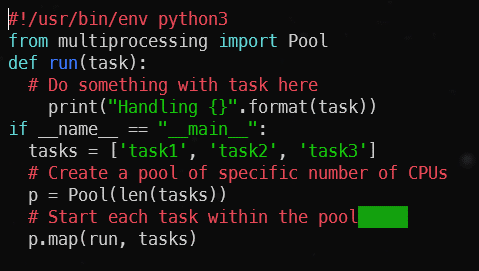 #!/usr/bin/env python3
from multiprocessing import Pool
def run(task):
  # Do something with task here
    print("Handling {}".format(task))
if __name__ == "__main__":
  tasks = ['task1', 'task2', 'task3']
  # Create a pool of specific number of CPUs
  p = Pool(len(tasks))
  # Start each task within the pool
  p.map(run, tasks)